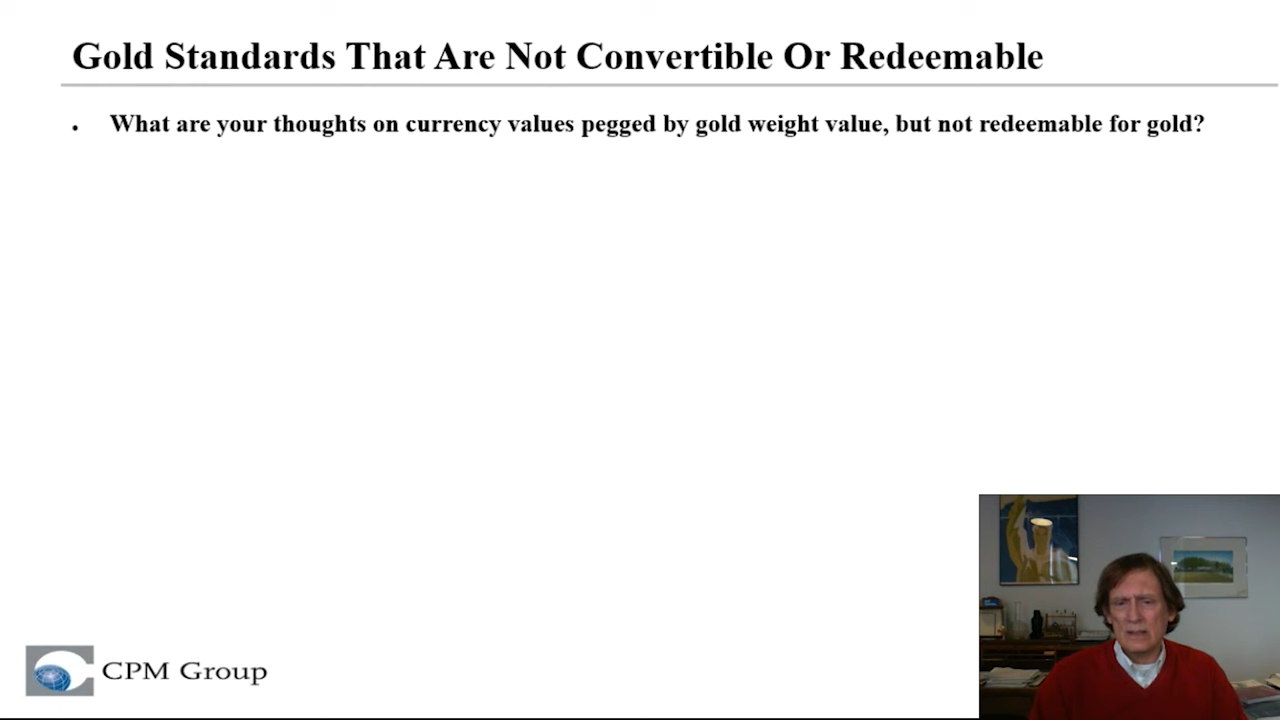 Gold Standards That Are Not Convertible Or Redeemable
• What are your thoughts on currency values pegged by gold weight value, but not redeemable for gold?
CPM Group